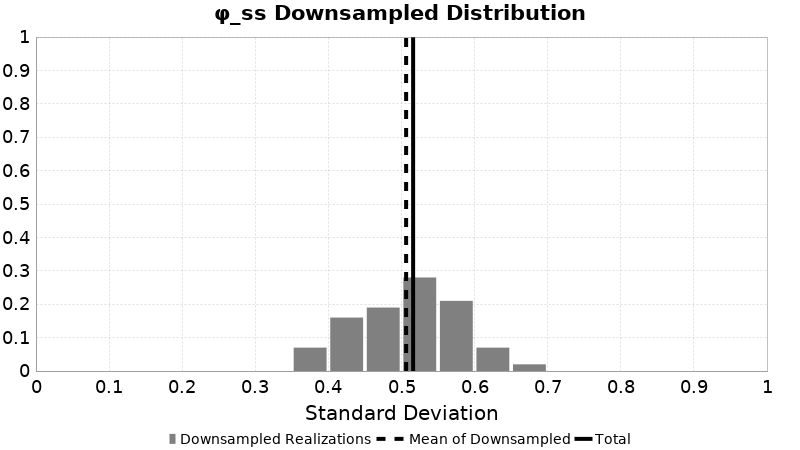 φ_ss Downsampled Distribution
1
0.9
0.8
0.7
0.6
0.5
0.4
0.3
0.2
0.1
0
0 0.1 0.2 0.3 0.4 0.5 0.6 0.7 0.8 0.9 1
Standard Deviation
Downsampled Realizations Mean of Downsampled Total